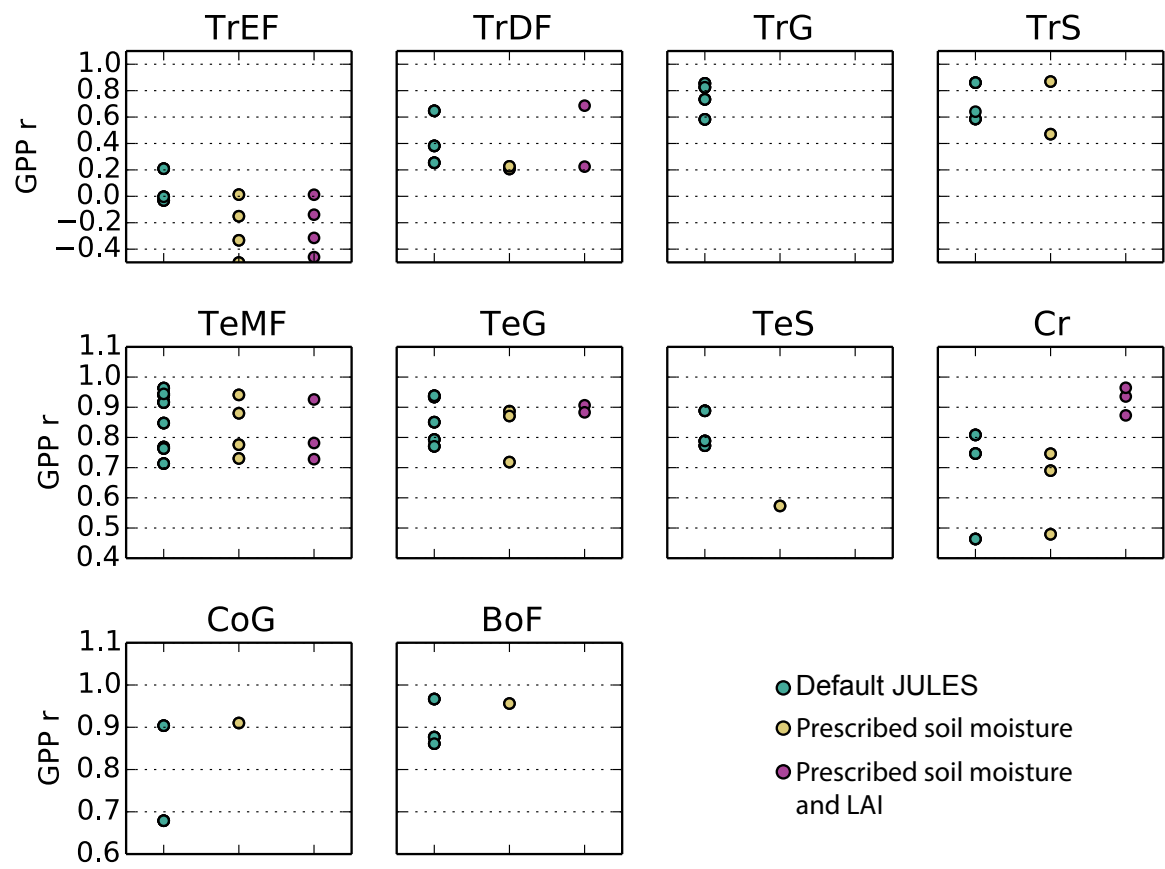 TrEF TrDF TrG TrS
GPP r
1.0
0.8
0.6
0.4
0.2
0.0
−0.2
−0.4
TeMF TeG TeS Cr
GPP r
1.1
1.0
0.9
0.8
0.7
0.6
0.5
0.4
CoG BoF
GPP r
1.1
1.0
0.9
0.8
0.7
0.6
Default JULES
Prescribed soil moisture
Prescribed soil moisture
and LAI